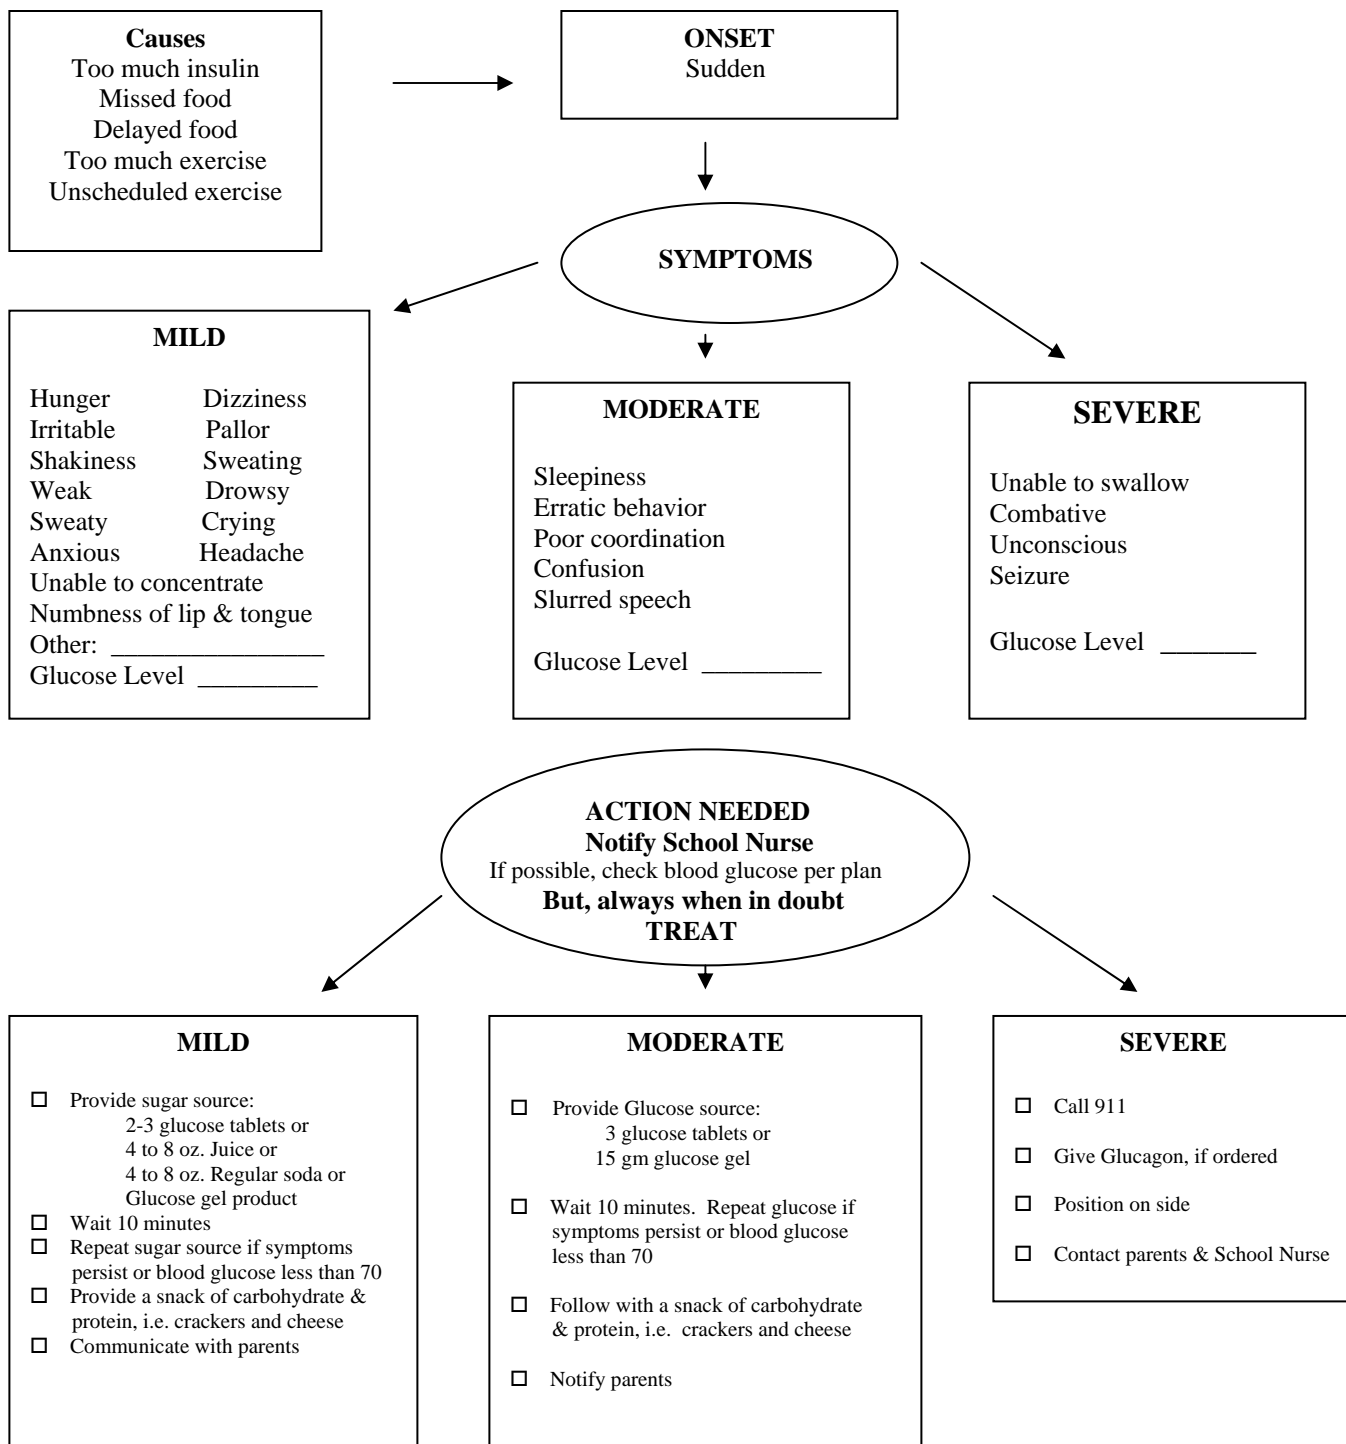 Causes
Too much insulin
Missed food
Delayed food
Too much exercise
Unscheduled exercise
ONSET
Sudden
SYMPTOMS
MILD
Hunger Dizziness
Irritable Pallor
Shakiness Sweating
Weak Drowsy
Sweaty Crying
Anxious Headache
Unable to concentrate
Numbness of lip & tongue
Other: ________________
Glucose Level _________
MODERATE
Sleepiness
Erratic behavior
Poor coordination
Confusion
Slurred speech
Glucose Level _________
SEVERE
Unable to swallow
Combative
Unconscious
Seizure
Glucose Level _______
ACTION NEEDED
Notify School Nurse
If possible, check blood glucose per plan
But, always when in doubt
TREAT
MILD
Provide sugar source:
2-3 glucose tablets or
4 to 8 oz. Juice or
4 to 8 oz. Regular soda or
Glucose gel product
Wait 10 minutes
Repeat sugar source if symptoms
persist or blood glucose less than 70
Provide a snack of carbohydrate &
protein, i.e. crackers and cheese
Communicate with parents
MODERATE
Provide Glucose source:
3 glucose tablets or
15 gm glucose gel
Wait 10 minutes. Repeat glucose if
symptoms persist or blood glucose
less than 70
Follow with a snack of carbohydrate
& protein, i.e. crackers and cheese
Notify parents
SEVERE
Call 911
Give Glucagon, if ordered
Position on side
Contact parents & School Nurse